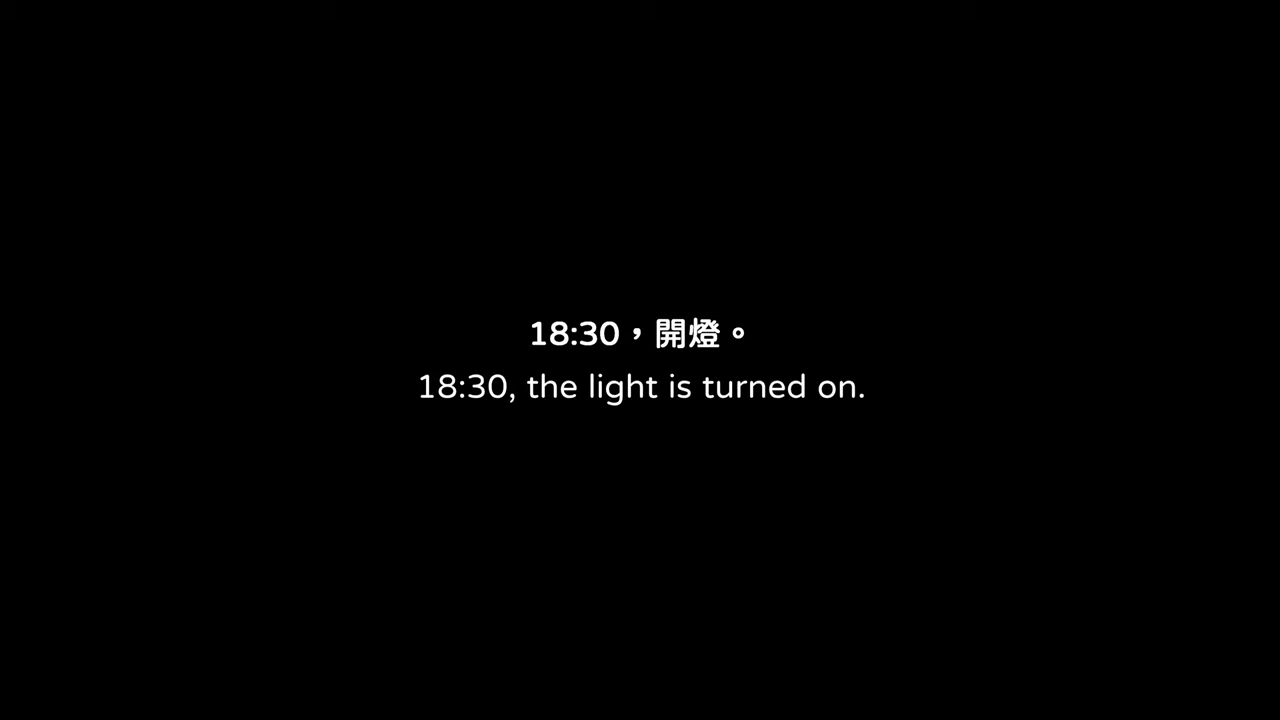 18:30，開燈。
18:30, the light is turned on.